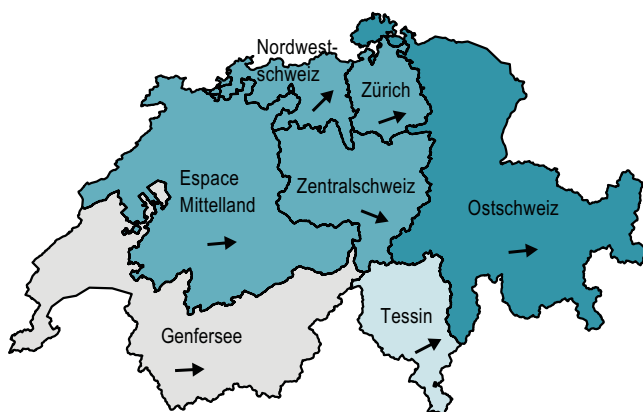 Nordwest-
schweiz
Zürich
Espace
Mittelland
Zentralschweiz
Ostschweiz
Genfersee
Tessin